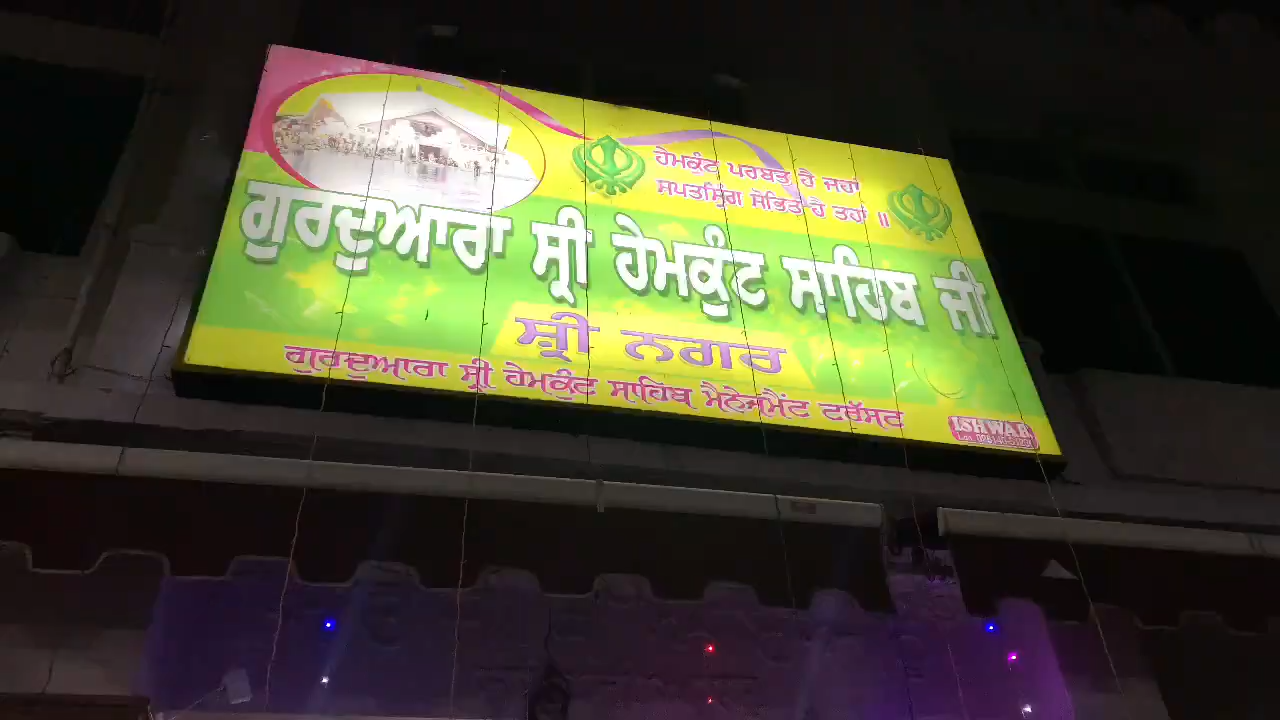 ਹੇਮਕੁੰਟ ਪਰਬਤ ਹੈ ਜਹਾਂ
ਸਪਤਸ੍ਰਿੰਗ ਸੋਭਿਤ ਹੈ ਤਹਾਂ ॥
ਗੁਰਦੁਆਰਾ ਸ੍ਰੀ ਹੇਮਕੁੰਟ ਸਾਹਿਬ ਜੀ
ਸ੍ਰੀ ਨਗਰ
ਗੁਰਦੁਆਰਾ ਸ੍ਰੀ ਹੇਮਕੁੰਟ ਸਾਹਿਬ ਮੈਨੇਜਮੈਂਟ ਟਰੱਸਟ
ISHWAR